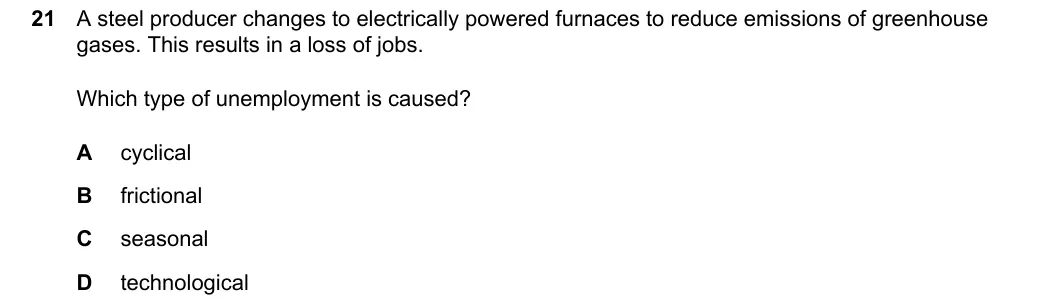 21 A steel producer changes to electrically powered furnaces to reduce emissions of greenhouse
gases. This results in a loss of jobs.
Which type of unemployment is caused?
A cyclical
B frictional
C seasonal
D technological